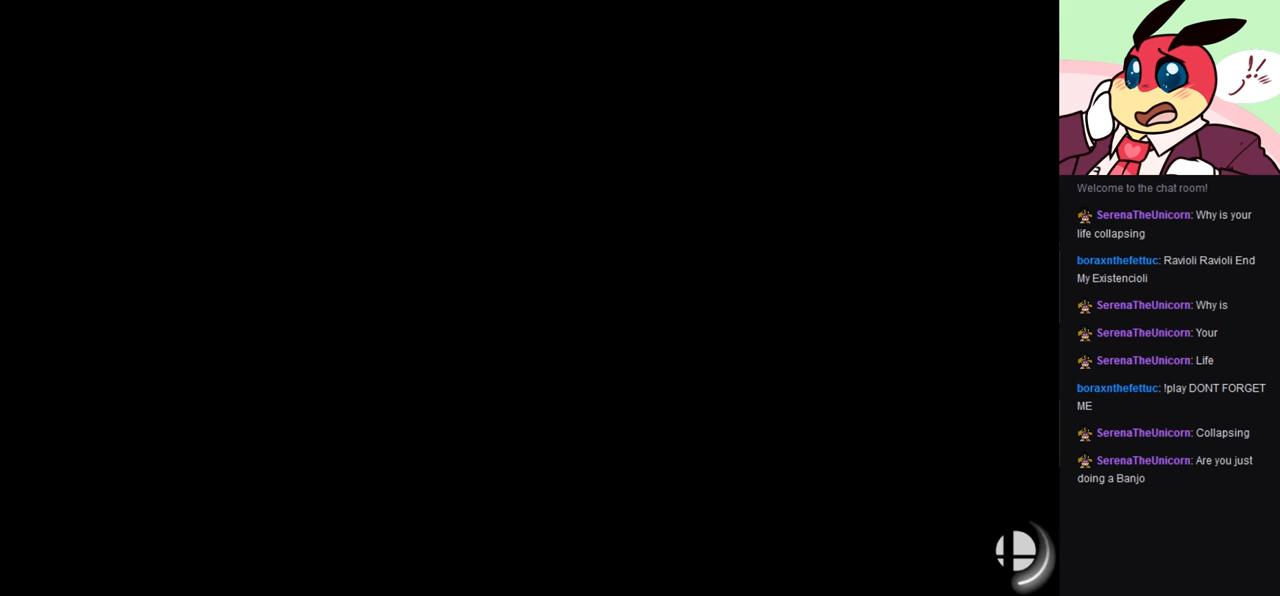 !!
Welcome to the chat room!
SerenaTheUnicorn: Why is your
life collapsing
boraxnthefettuc: Ravioli Ravioli End
My Existencioli
SerenaTheUnicorn: Why is
SerenaTheUnicorn: Your
SerenaTheUnicorn: Life
boraxnthefettuc: !play DONT FORGET
ME
SerenaTheUnicorn: Collapsing
SerenaTheUnicorn: Are you just
doing a Banjo